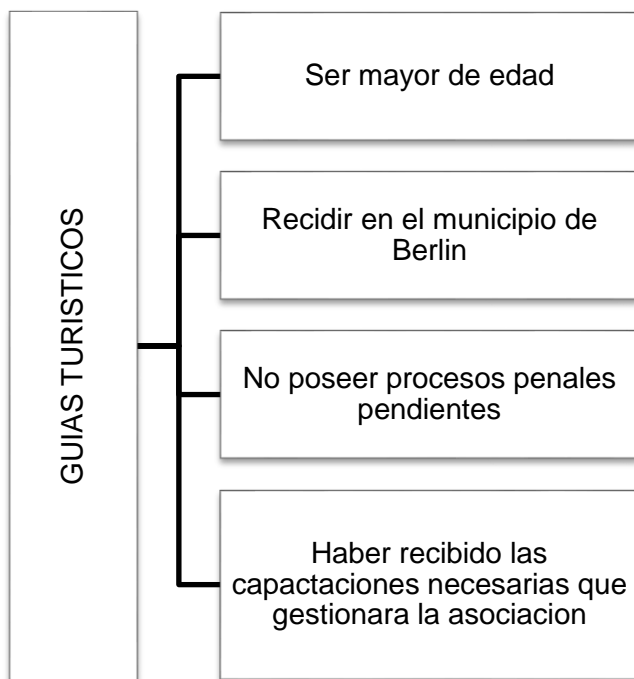 GUIAS TURISTICOS
Ser mayor de edad
Recidir en el municipio de
Berlin
No poseer procesos penales
pendientes
Haber recibido las
capactaciones necesarias que
gestionara la asociacion